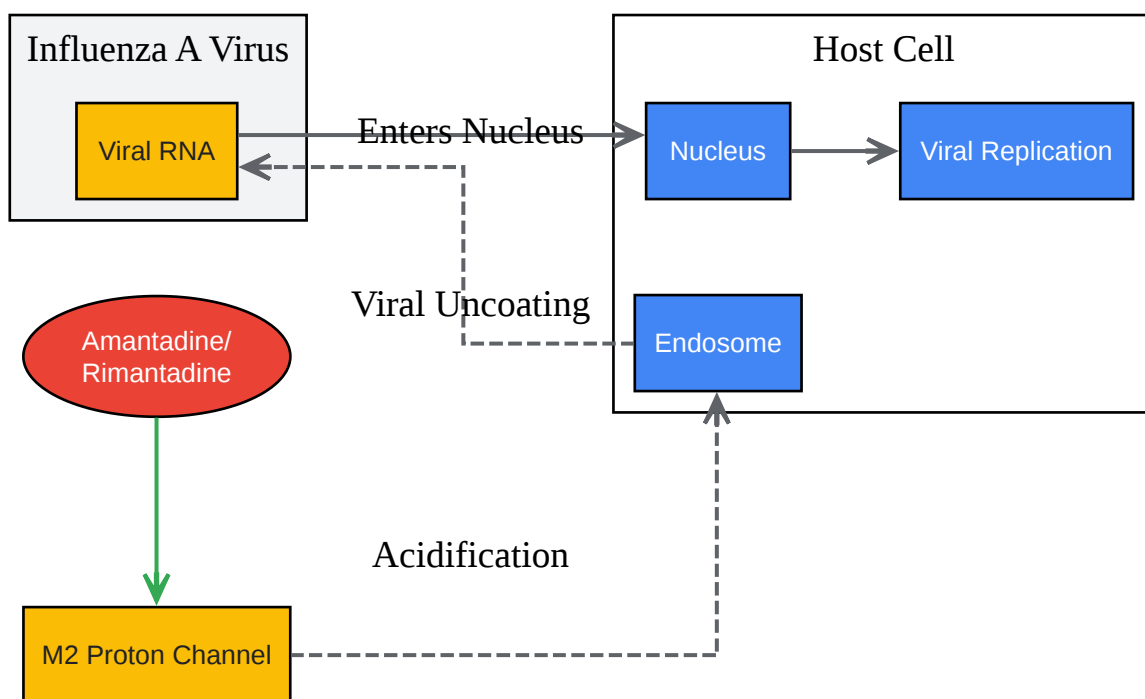 Influenza A Virus
Host Cell
Viral RNA
Enters Nucleus
Nucleus
Viral Replication
Viral Uncoating
Amantadine/
Rimantadine
Endosome
Acidification
M2 Proton Channel